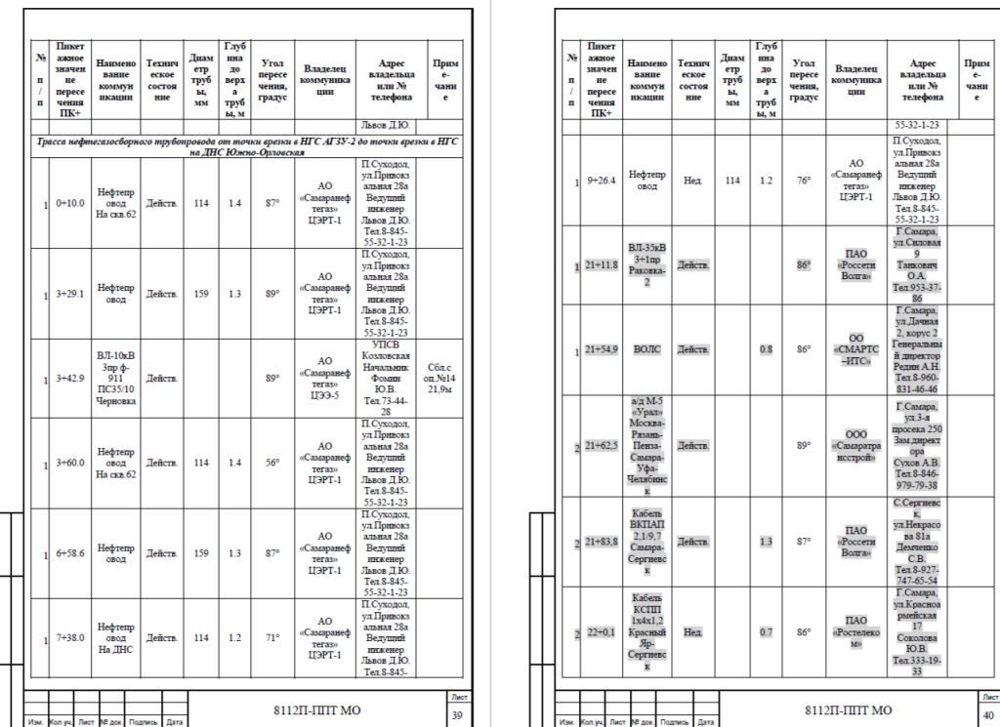 № п / п
Пикетажное значение пересечения ПК+
Наименование коммуникации
Техническое состояние
Диаметр трубы, мм
Глубина до верха трубы, м
Угол пересечения, градус
Владелец коммуникации
Адрес владельца или № телефона
Приме-чание
Львов Д.Ю.
Трасса нефтегазосборного трубопровода от точки врезки в НГС АГЗУ-2 до точки врезки в НГС
на ДНС Южно-Орловская
1 0+10.0 Нефтепровод На скв.62 Действ. 114 1.4 87° АО «Самаранефтегаз» ЦЭРТ-1 П.Суходол, ул.Привокзальная 28а Ведущий инженер Львов Д.Ю. Тел.8-845-55-32-1-23
1 3+29.1 Нефтепровод Действ. 159 1.3 89° АО «Самаранефтегаз» ЦЭРТ-1 П.Суходол, ул.Привокзальная 28а Ведущий инженер Львов Д.Ю. Тел.8-845-55-32-1-23
1 3+42.9 ВЛ-10кВ 3пр ф-911 ПС35/10 Черновка Действ. 89° АО «Самаранефтегаз» ЦЭЭ-5 УПСВ Козловская Начальник Фомин Ю.В. Тел.73-44-28 Сбл.с оп.№14 21,9м
1 3+60.0 Нефтепровод На скв.62 Действ. 114 1.4 56° АО «Самаранефтегаз» ЦЭРТ-1 П.Суходол, ул.Привокзальная 28а Ведущий инженер Львов Д.Ю. Тел.8-845-55-32-1-23
1 6+58.6 Нефтепровод Действ. 159 1.3 87° АО «Самаранефтегаз» ЦЭРТ-1 П.Суходол, ул.Привокзальная 28а Ведущий инженер Львов Д.Ю. Тел.8-845-55-32-1-23
1 7+38.0 Нефтепровод На ДНС Действ. 114 1.2 71° АО «Самаранефтегаз» ЦЭРТ-1 П.Суходол, ул.Привокзальная 28а Ведущий инженер Львов Д.Ю. Тел.8-845-
8112П-ППТ МО
Лист
39
Изм. Кол.уч. Лист № док. Подпись Дата
№ п / п
Пикетажное значение пересечения ПК+
Наименование коммуникации
Техническое состояние
Диаметр трубы, мм
Глубина до верха трубы, м
Угол пересечения, градус
Владелец коммуникации
Адрес владельца или № телефона
Приме-чание
55-32-1-23
1 9+26.4 Нефтепровод Нед. 114 1.2 76° АО «Самаранефтегаз» ЦЭРТ-1 П.Суходол, ул.Привокзальная 28а Ведущий инженер Львов Д.Ю. Тел.8-845-55-32-1-23
1 21+11.8 ВЛ-35кВ 3+1пр Раковка-2 Действ. 86° ПАО «Россети Волга» Г.Самара, ул.Силовая 9 Танкович О.А. Тел.953-37-86
1 21+54,9 ВОЛС Действ. 0.8 86° ОО «СМАРТС –ИТС» Г.Самара, ул.Дачная 2, корус 2 Генеральный директор Редин А.Н. Тел.8-960-831-46-46
2 21+62,5 а/д М-5 «Урал» Москва-Рязань-Пенза-Самара-Уфа-Челябинск Действ. 89° ООО «Самаратрансстрой» Г.Самара, ул.3-я просека 250 Зам.директора Сухов А.В. Тел.8-846-979-79-38
2 21+83,8 Кабель ВКПАП 2,1/9,7 Самара-Сергиевск Действ. 1.3 87° ПАО «Россети Волга» С.Сергиевск, ул.Некрасова 81а Демченко С.В. Тел.8-927-747-65-54
2 22+0,1 Кабель КСПП 1х4х1,2 Красный Яр-Сергиевск Нед. 0.7 86° ПАО «Ростелеком» Г.Самара, ул.Красноармейская 17 Соколова Ю.В. Тел.333-19-33
8112П-ППТ МО
Лист
40
Изм. Кол.уч. Лист № док. Подпись Дата